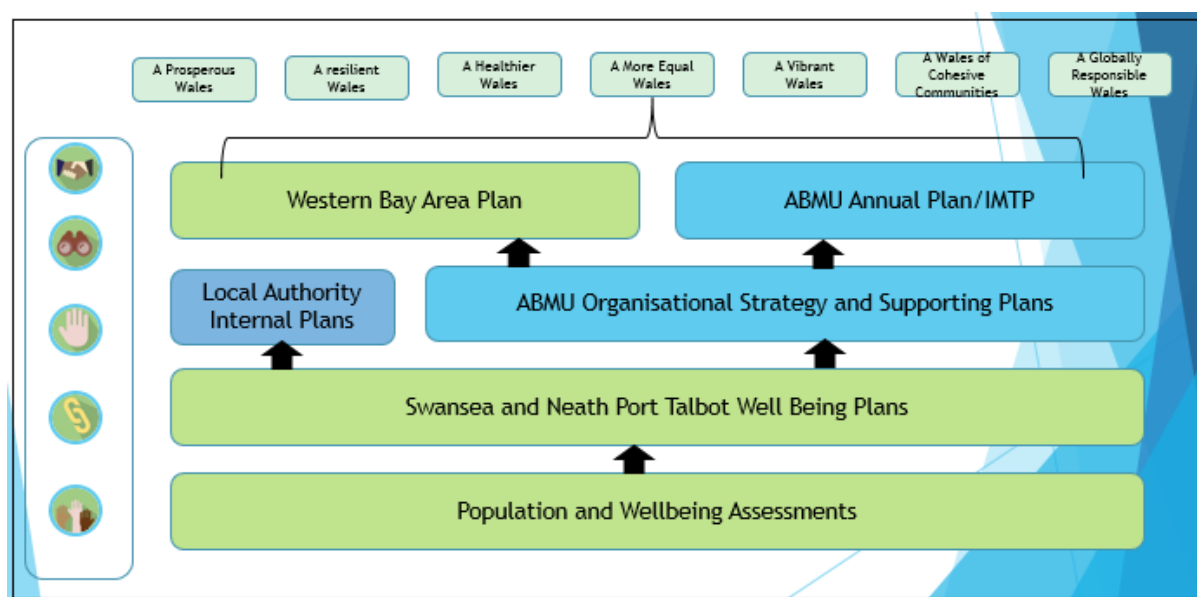 A Prosperous
Wales
A resilient
Wales
A Healthier
Wales
A More Equal
Wales
A Vibrant
Wales
A Wales of
Cohesive
Communities
A Globally
Responsible
Wales
Western Bay Area Plan
ABMU Annual Plan/IMTP
Local Authority
Internal Plans
ABMU Organisational Strategy and Supporting Plans
Swansea and Neath Port Talbot Well Being Plans
Population and Wellbeing Assessments